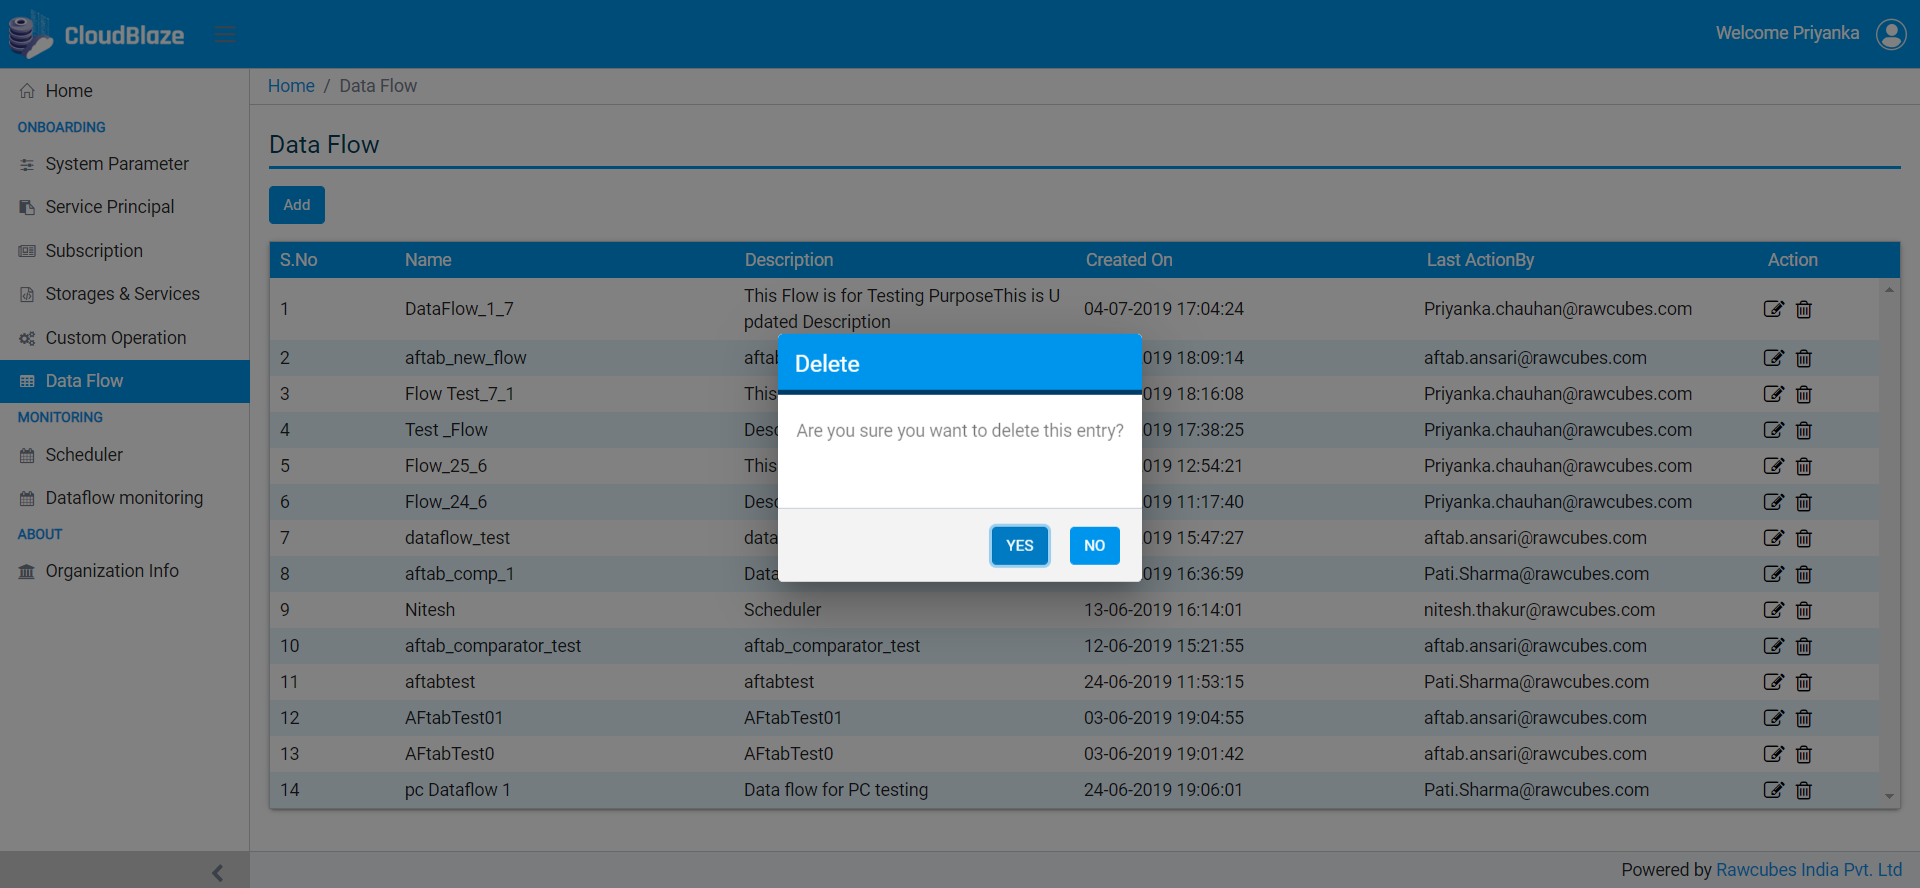 CloudBlaze
Welcome Priyanka
Home
ONBOARDING
System Parameter
Service Principal
Subscription
Storages & Services
Custom Operation
Data Flow
MONITORING
Scheduler
Dataflow monitoring
ABOUT
Organization Info
Home / Data Flow
Data Flow
Add
S.No Name Description Created On Last ActionBy Action
1 DataFlow_1_7 This Flow is for Testing PurposeThis is U
pdated Description 04-07-2019 17:04:24 Priyanka.chauhan@rawcubes.com
2 aftab_new_flow aftab 019 18:09:14 aftab.ansari@rawcubes.com
3 Flow Test_7_1 This 019 18:16:08 Priyanka.chauhan@rawcubes.com
4 Test _Flow Desc 019 17:38:25 Priyanka.chauhan@rawcubes.com
5 Flow_25_6 This 019 12:54:21 Priyanka.chauhan@rawcubes.com
6 Flow_24_6 Desc 019 11:17:40 Priyanka.chauhan@rawcubes.com
7 dataflow_test data 019 15:47:27 aftab.ansari@rawcubes.com
8 aftab_comp_1 Data 019 16:36:59 Pati.Sharma@rawcubes.com
9 Nitesh Scheduler 13-06-2019 16:14:01 nitesh.thakur@rawcubes.com
10 aftab_comparator_test aftab_comparator_test 12-06-2019 15:21:55 aftab.ansari@rawcubes.com
11 aftabtest aftabtest 24-06-2019 11:53:15 Pati.Sharma@rawcubes.com
12 AFtabTest01 AFtabTest01 03-06-2019 19:04:55 aftab.ansari@rawcubes.com
13 AFtabTest0 AFtabTest0 03-06-2019 19:01:42 aftab.ansari@rawcubes.com
14 pc Dataflow 1 Data flow for PC testing 24-06-2019 19:06:01 Pati.Sharma@rawcubes.com
Delete
Are you sure you want to delete this entry?
YES NO
Powered by Rawcubes India Pvt. Ltd